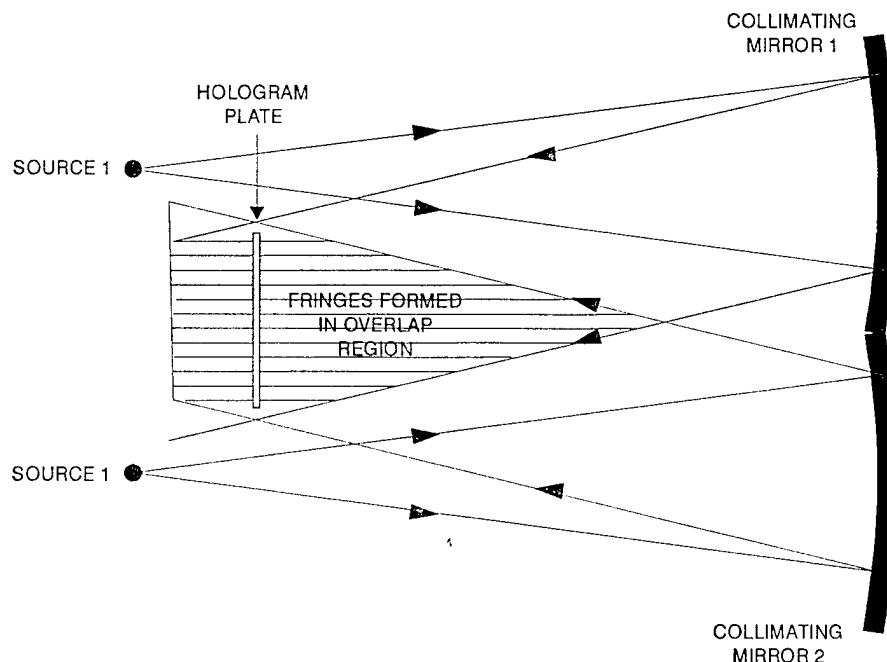 COLLIMATING
MIRROR 1
HOLOGRAM
PLATE
SOURCE 1
FRINGES FORMED
IN OVERLAP
REGION
SOURCE 1
COLLIMATING
MIRROR 2